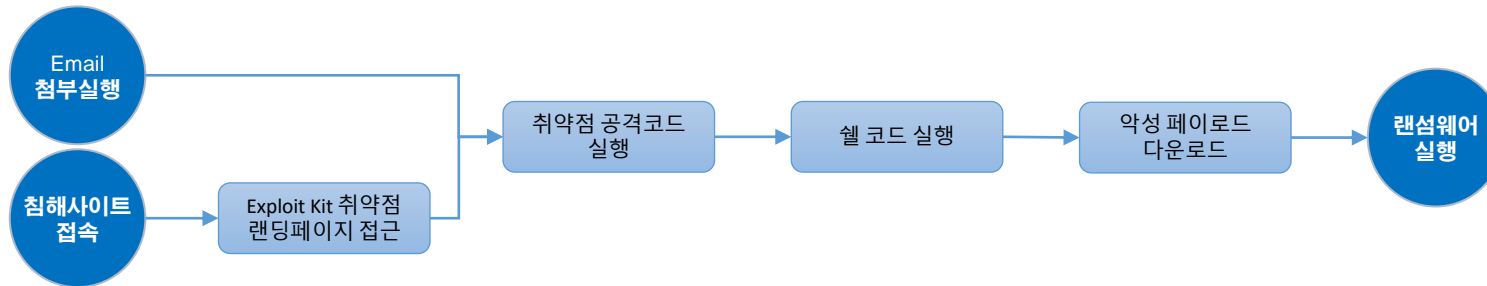 Email
첨부실행
침해사이트
접속
Exploit Kit 취약점
랜딩페이지 접근
취약점 공격코드
실행
쉘 코드 실행
악성 페이로드
다운로드
랜섬웨어
실행